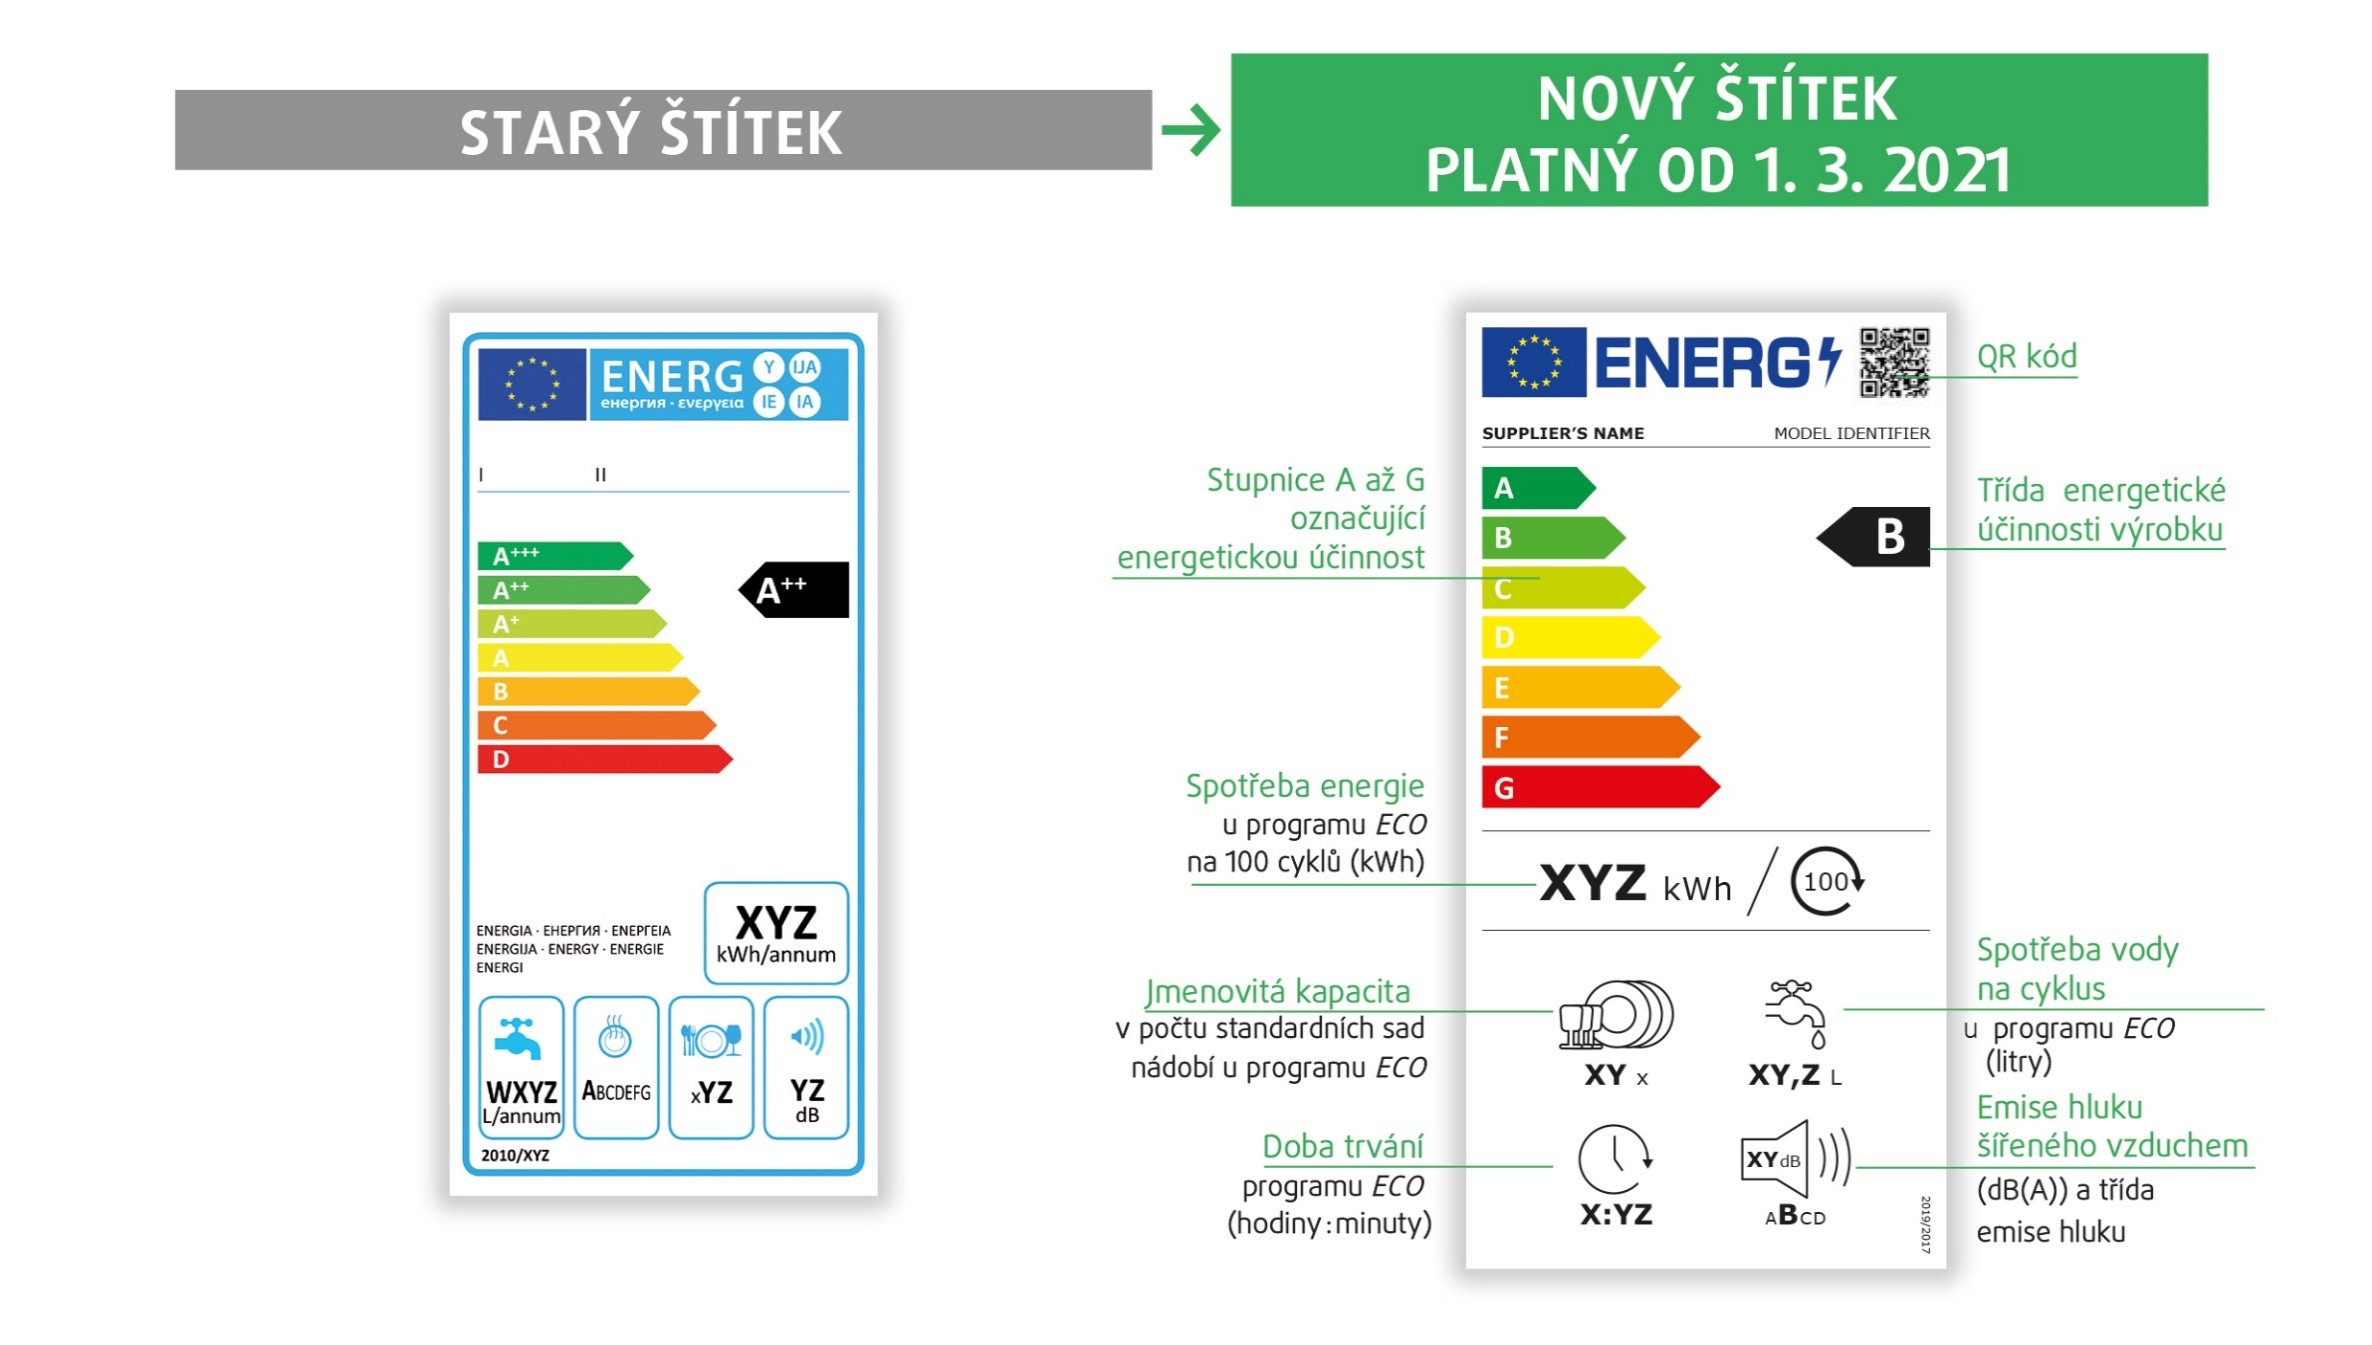 STARÝ ŠTÍTEK
NOVÝ ŠTÍTEK
PLATNÝ OD 1. 3. 2021
ENERG
енергия · ενεργεια
Y IJA
IE IA
I II
A+++
A++
A+
A
B
C
D
A++
XYZ
kWh/annum
ENERGIA · ЕНЕРГИЯ · ΕΝΕΡΓΕΙΑ
ENERGIJA · ENERGY · ENERGIE
ENERGI
WXYZ
L/annum
ABCDEFG
xYZ
YZ
dB
2010/XYZ
ENERG
SUPPLIER'S NAME MODEL IDENTIFIER
A
B
C
D
E
F
G
B
XYZ kWh / 100
XY x
XY,Z L
X:YZ
XY dB
ABCD
2019/2017
Stupnice A až G
označující
energetickou účinnost
Spotřeba energie
u programu ECO
na 100 cyklů (kWh)
Jmenovitá kapacita
v počtu standardních sad
nádobí u programu ECO
Doba trvání
programu ECO
(hodiny:minuty)
QR kód
Třída energetické
účinnosti výrobku
Spotřeba vody
na cyklus
u programu ECO
(litry)
Emise hluku
šířeného vzduchem
(dB(A)) a třída
emise hluku